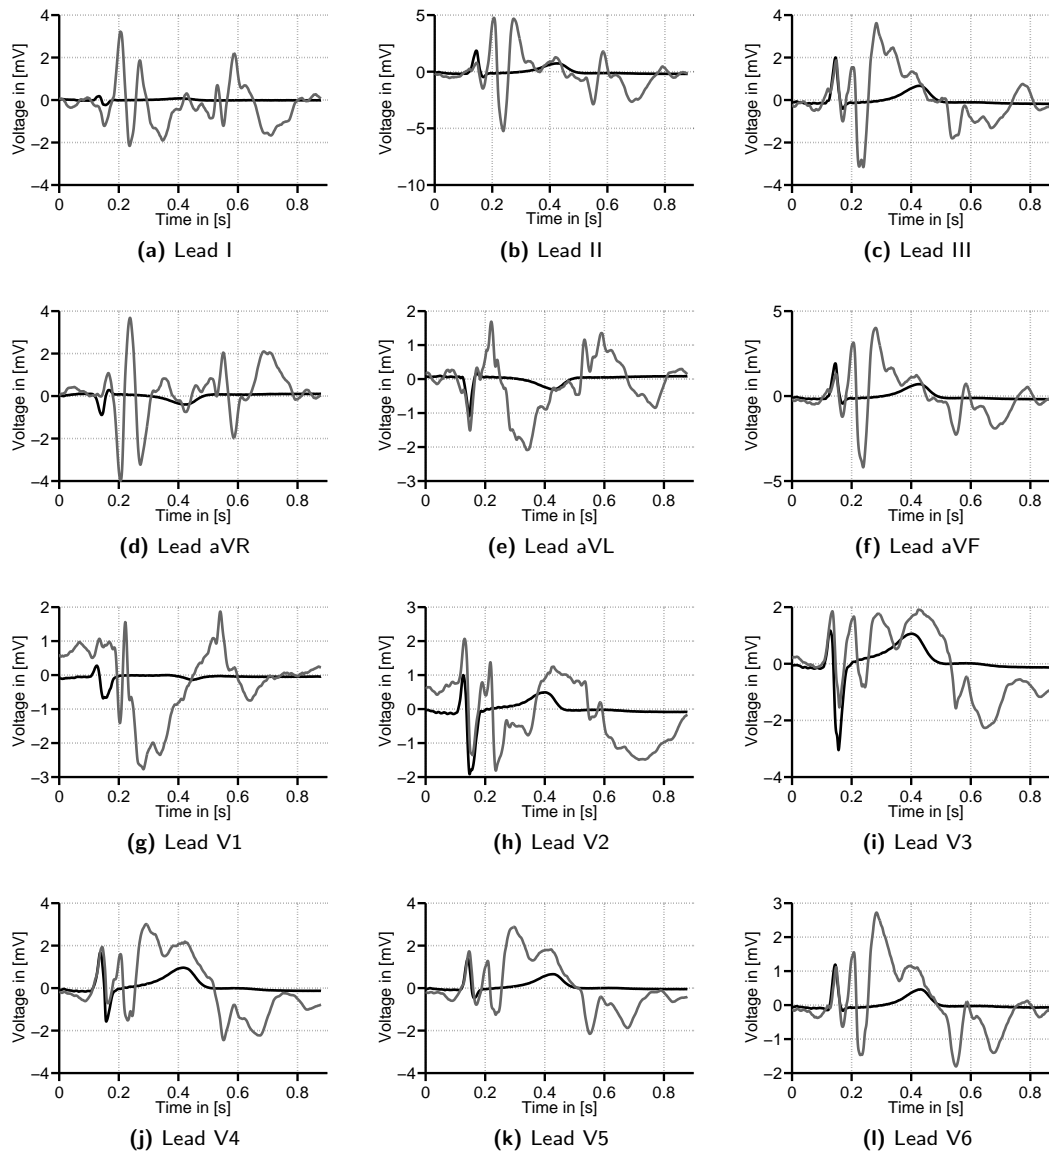 4
2
0
−2
−4
0 0.2 0.4 0.6 0.8
Voltage in [mV]
Time in [s]
(a) Lead I
5
0
−5
−10
0 0.2 0.4 0.6 0.8
Voltage in [mV]
Time in [s]
(b) Lead II
4
2
0
−2
−4
0 0.2 0.4 0.6 0.8
Voltage in [mV]
Time in [s]
(c) Lead III
4
2
0
−2
−4
0 0.2 0.4 0.6 0.8
Voltage in [mV]
Time in [s]
(d) Lead aVR
2
1
0
−1
−2
−3
0 0.2 0.4 0.6 0.8
Voltage in [mV]
Time in [s]
(e) Lead aVL
5
0
−5
0 0.2 0.4 0.6 0.8
Voltage in [mV]
Time in [s]
(f) Lead aVF
2
1
0
−1
−2
−3
0 0.2 0.4 0.6 0.8
Voltage in [mV]
Time in [s]
(g) Lead V1
3
2
1
0
−1
−2
0 0.2 0.4 0.6 0.8
Voltage in [mV]
Time in [s]
(h) Lead V2
2
0
−2
−4
0 0.2 0.4 0.6 0.8
Voltage in [mV]
Time in [s]
(i) Lead V3
4
2
0
−2
−4
0 0.2 0.4 0.6 0.8
Voltage in [mV]
Time in [s]
(j) Lead V4
4
2
0
−2
−4
0 0.2 0.4 0.6 0.8
Voltage in [mV]
Time in [s]
(k) Lead V5
3
2
1
0
−1
−2
0 0.2 0.4 0.6 0.8
Voltage in [mV]
Time in [s]
(l) Lead V6